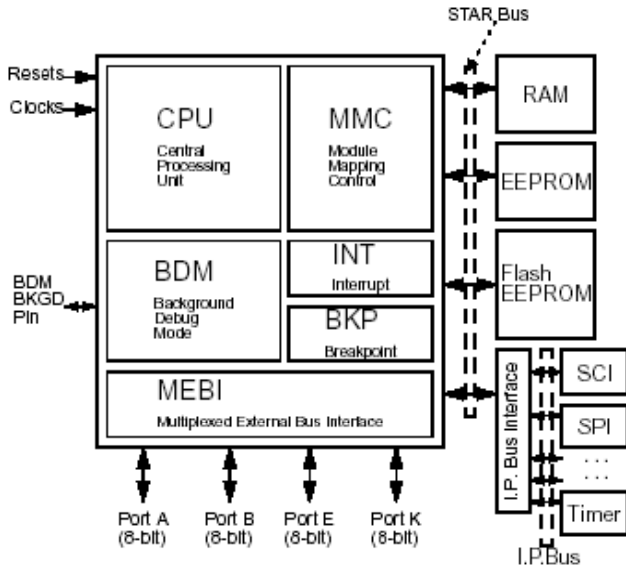 STAR Bus
Resets
Clocks
CPU
Central
Processing
Unit
MMC
Module
Mapping
Control
RAM
EEPROM
BDM
BKGD
Pin
BDM
Background
Debug
Mode
INT
Interrupt
BKP
Breakpoint
Flash
EEPROM
MEBI
Multiplexed External Bus Interface
I.P. Bus Interface
SCI
SPI
...
...
Timer
I.P.Bus
Port A
(8-bit)
Port B
(8-bit)
Port E
(8-bit)
Port K
(8-bit)